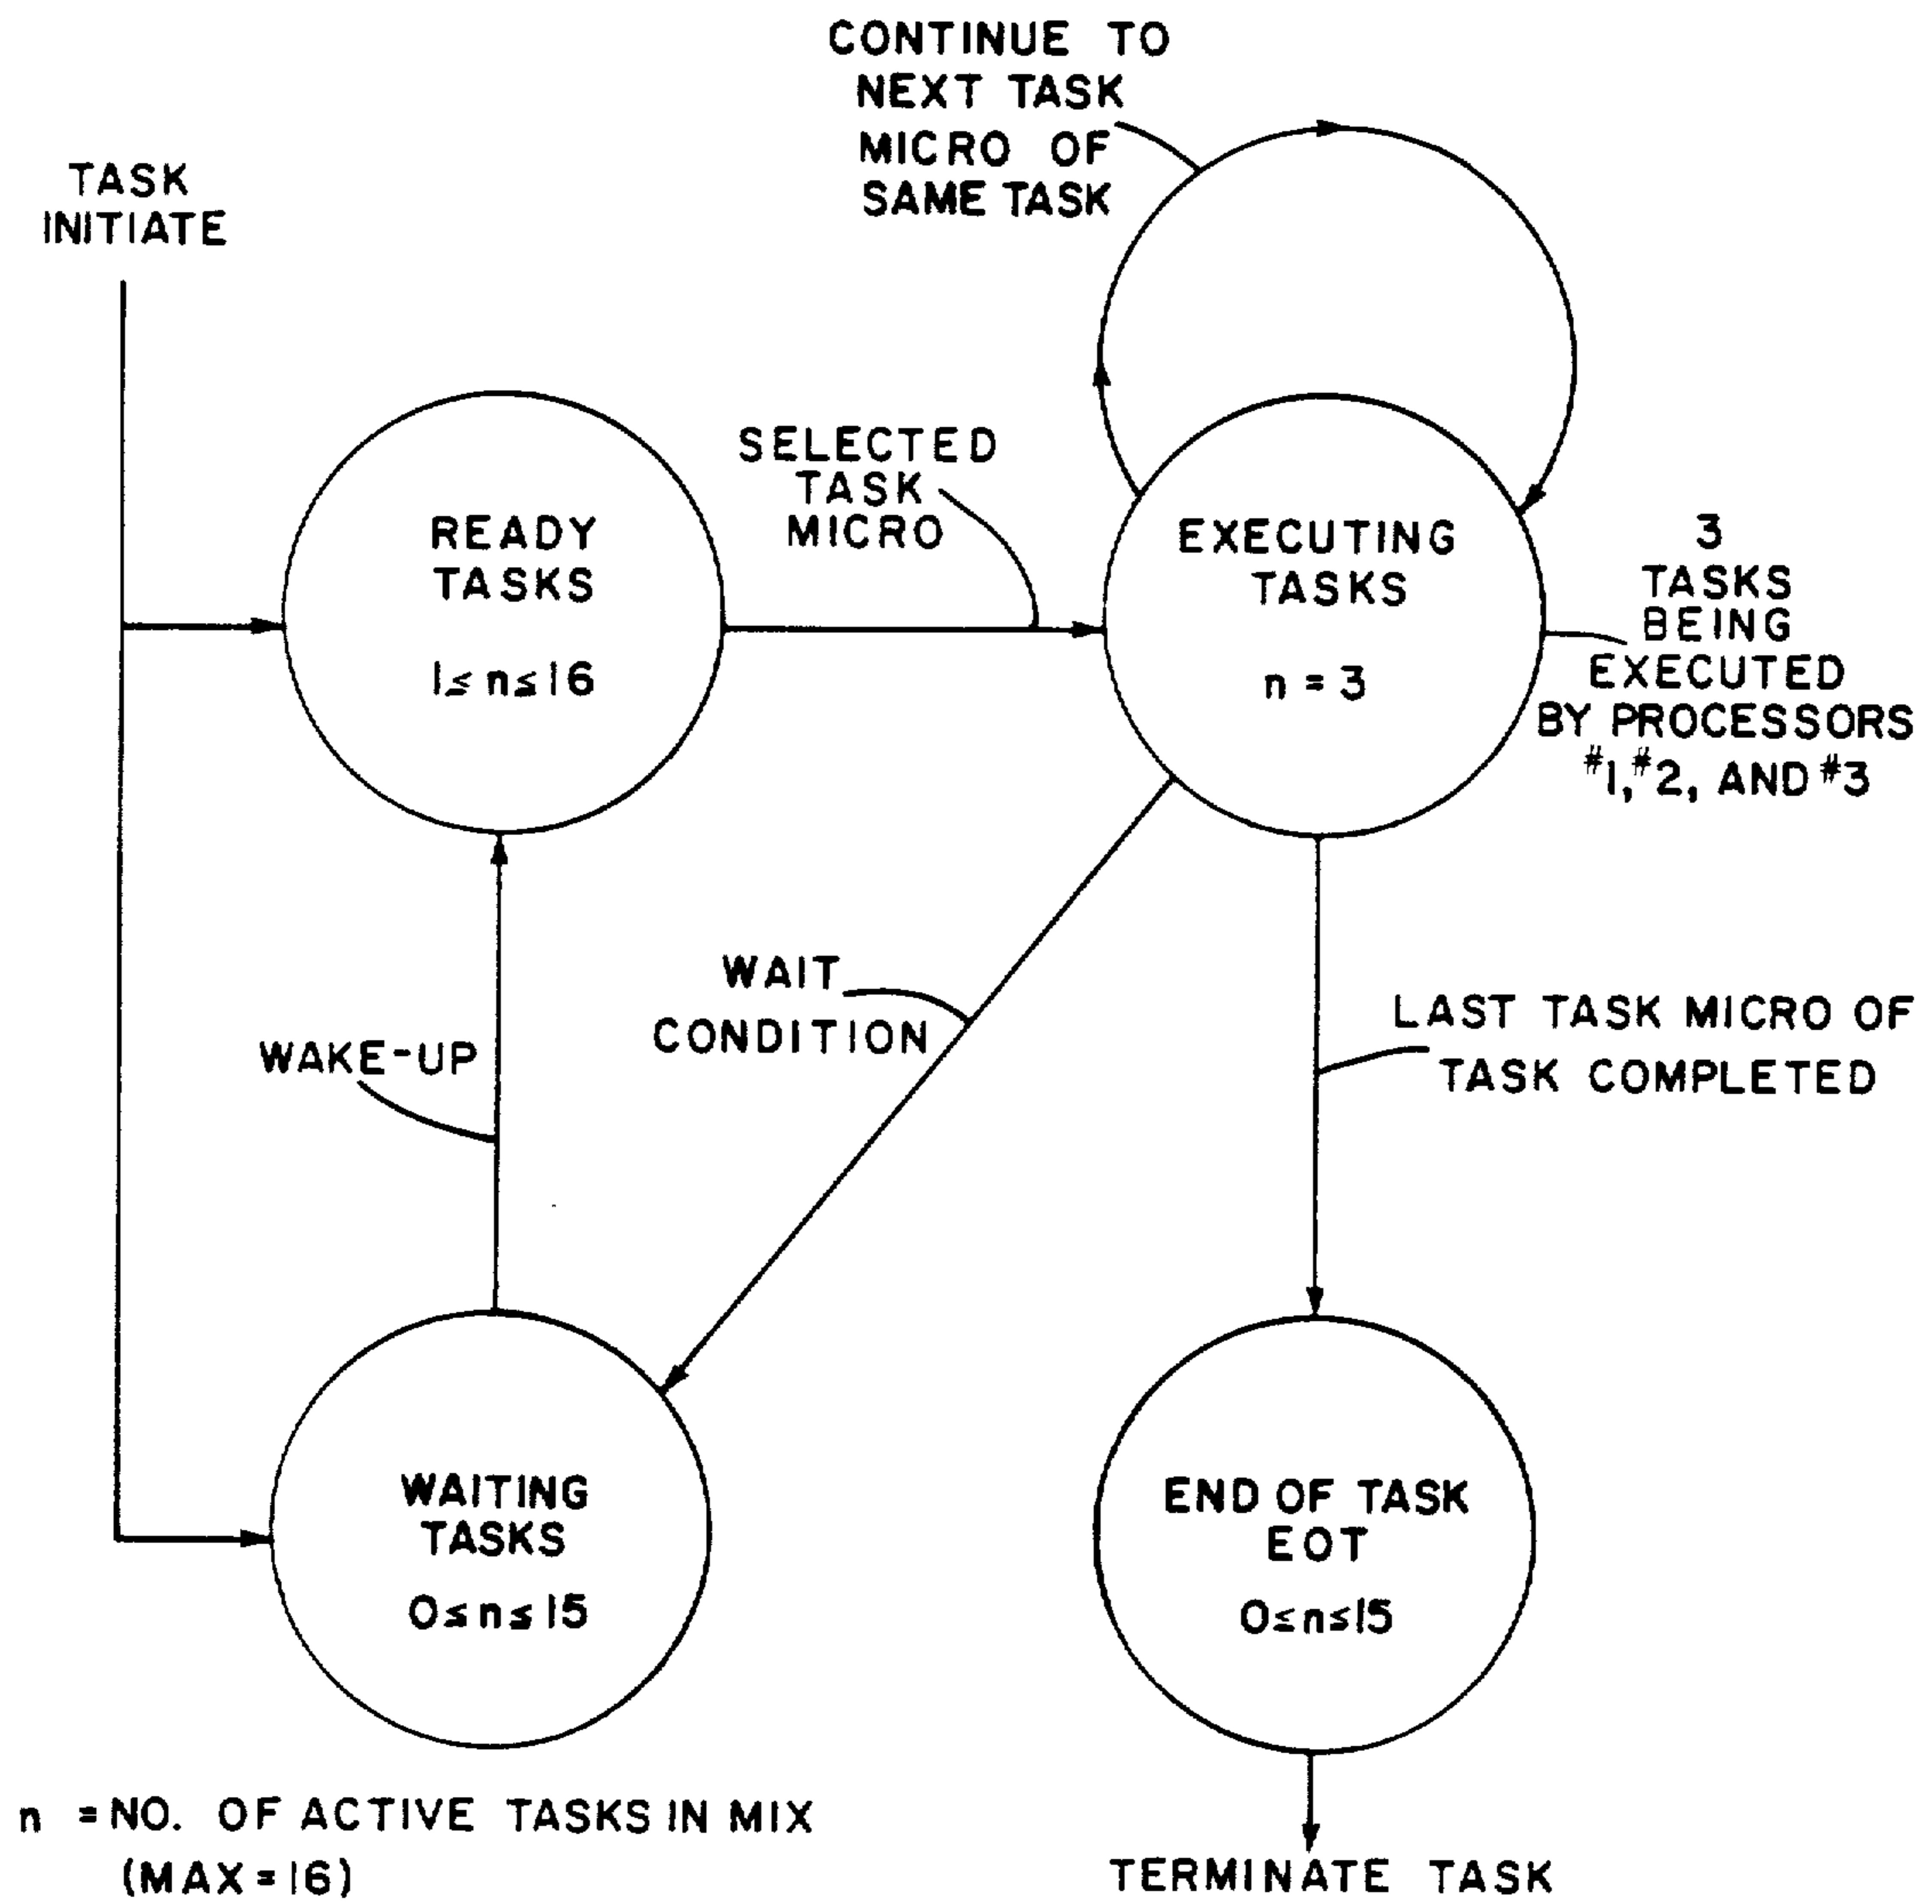 CONTINUE TO
NEXT TASK
MICRO OF
SAME TASK
TASK
INITIATE
SELECTED
TASK
MICRO
READY
TASKS
1≤ n≤16
EXECUTING
TASKS
n = 3
3
TASKS
BEING
EXECUTED
BY PROCESSORS
#1, #2, AND #3
WAIT
CONDITION
WAKE-UP
LAST TASK MICRO OF
TASK COMPLETED
WAITING
TASKS
0≤n≤15
END OF TASK
EOT
0≤n≤15
n =NO. OF ACTIVE TASKS IN MIX
(MAX=16)
TERMINATE TASK